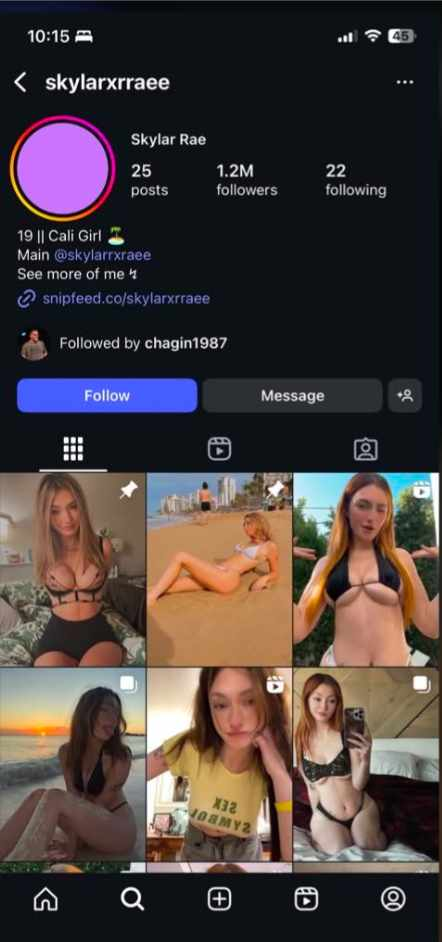 10:15
45
skylarxrraee
Skylar Rae
25
1.2M
22
posts
followers
following
19 || Cali Girl 🏝️
Main @skylarrxraee
See more of me ↯
snipfeed.co/skylarxrraee
Followed by chagin1987
Follow
Message
SEX
SYMBOL